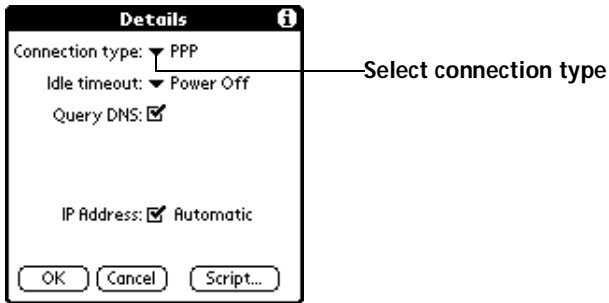 Details
Connection type: PPP
Select connection type
Idle timeout: Power Off
Query DNS:
IP Address: Automatic
OK Cancel Script...